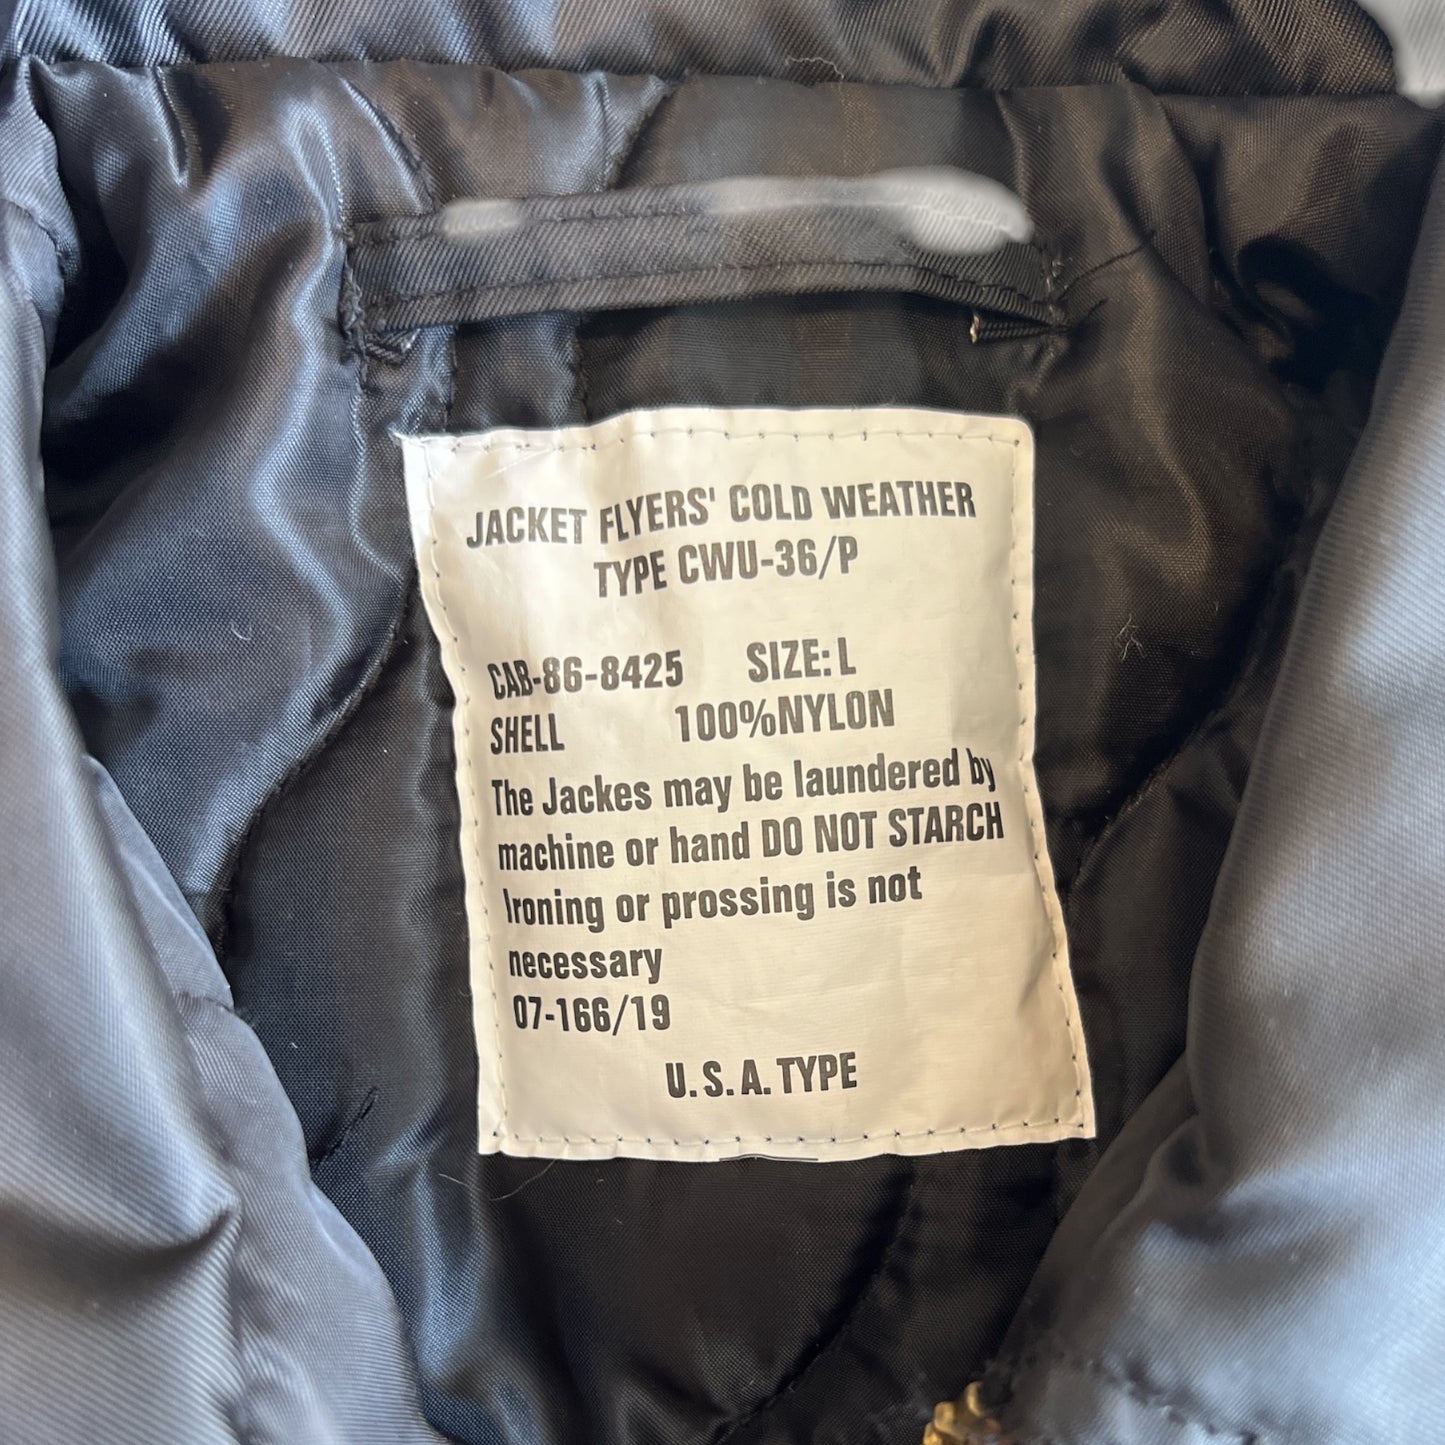 JACKET FLYERS' COLD WEATHER
TYPE CWU-36/P
CAB-86-8425 SIZE: L
SHELL 100%NYLON
The Jackes may be laundered by
machine or hand DO NOT STARCH
Ironing or prossing is not
necessary
07-166/19
U. S. A. TYPE